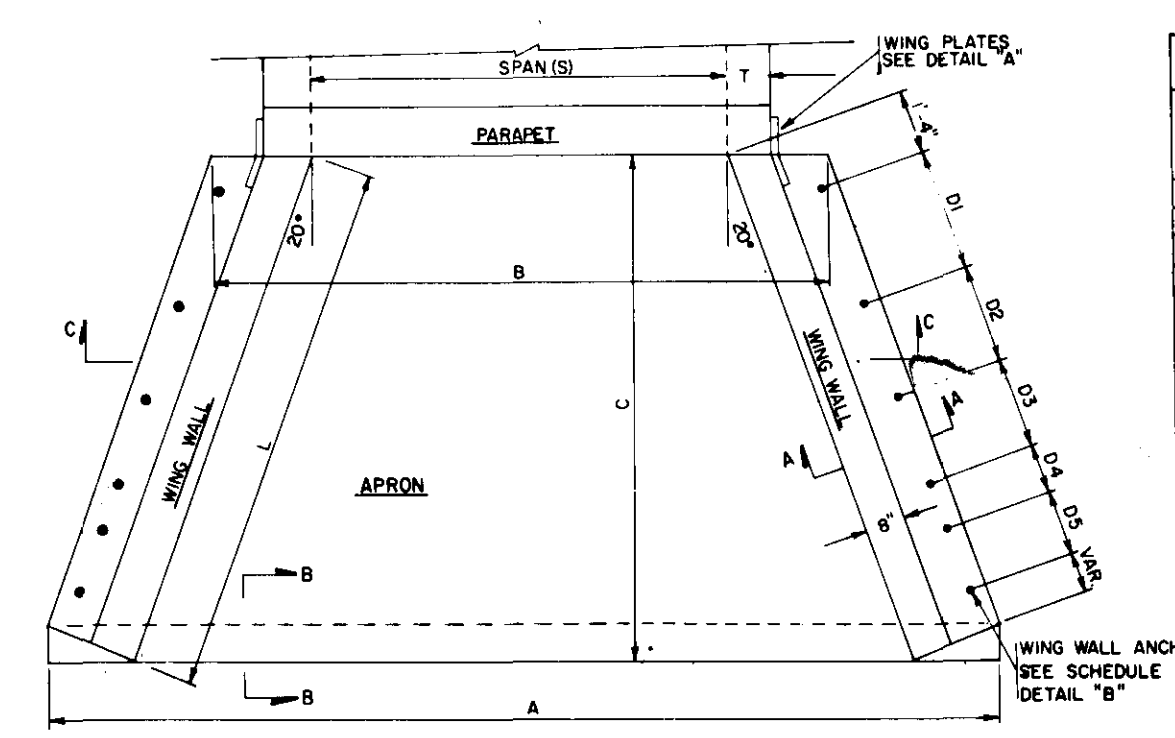 WING PLATES
SEE DETAIL "A"
SPAN (S)
T
1'
4"
PARAPET
D1
20°
20°
B
D2
C
C
WING WALL
D3
C
A
WING WALL
L
A
D4
APRON
8"
D5
VAR.
B
WING WALL ANCH
SEE SCHEDULE
DETAIL "B"
B
A